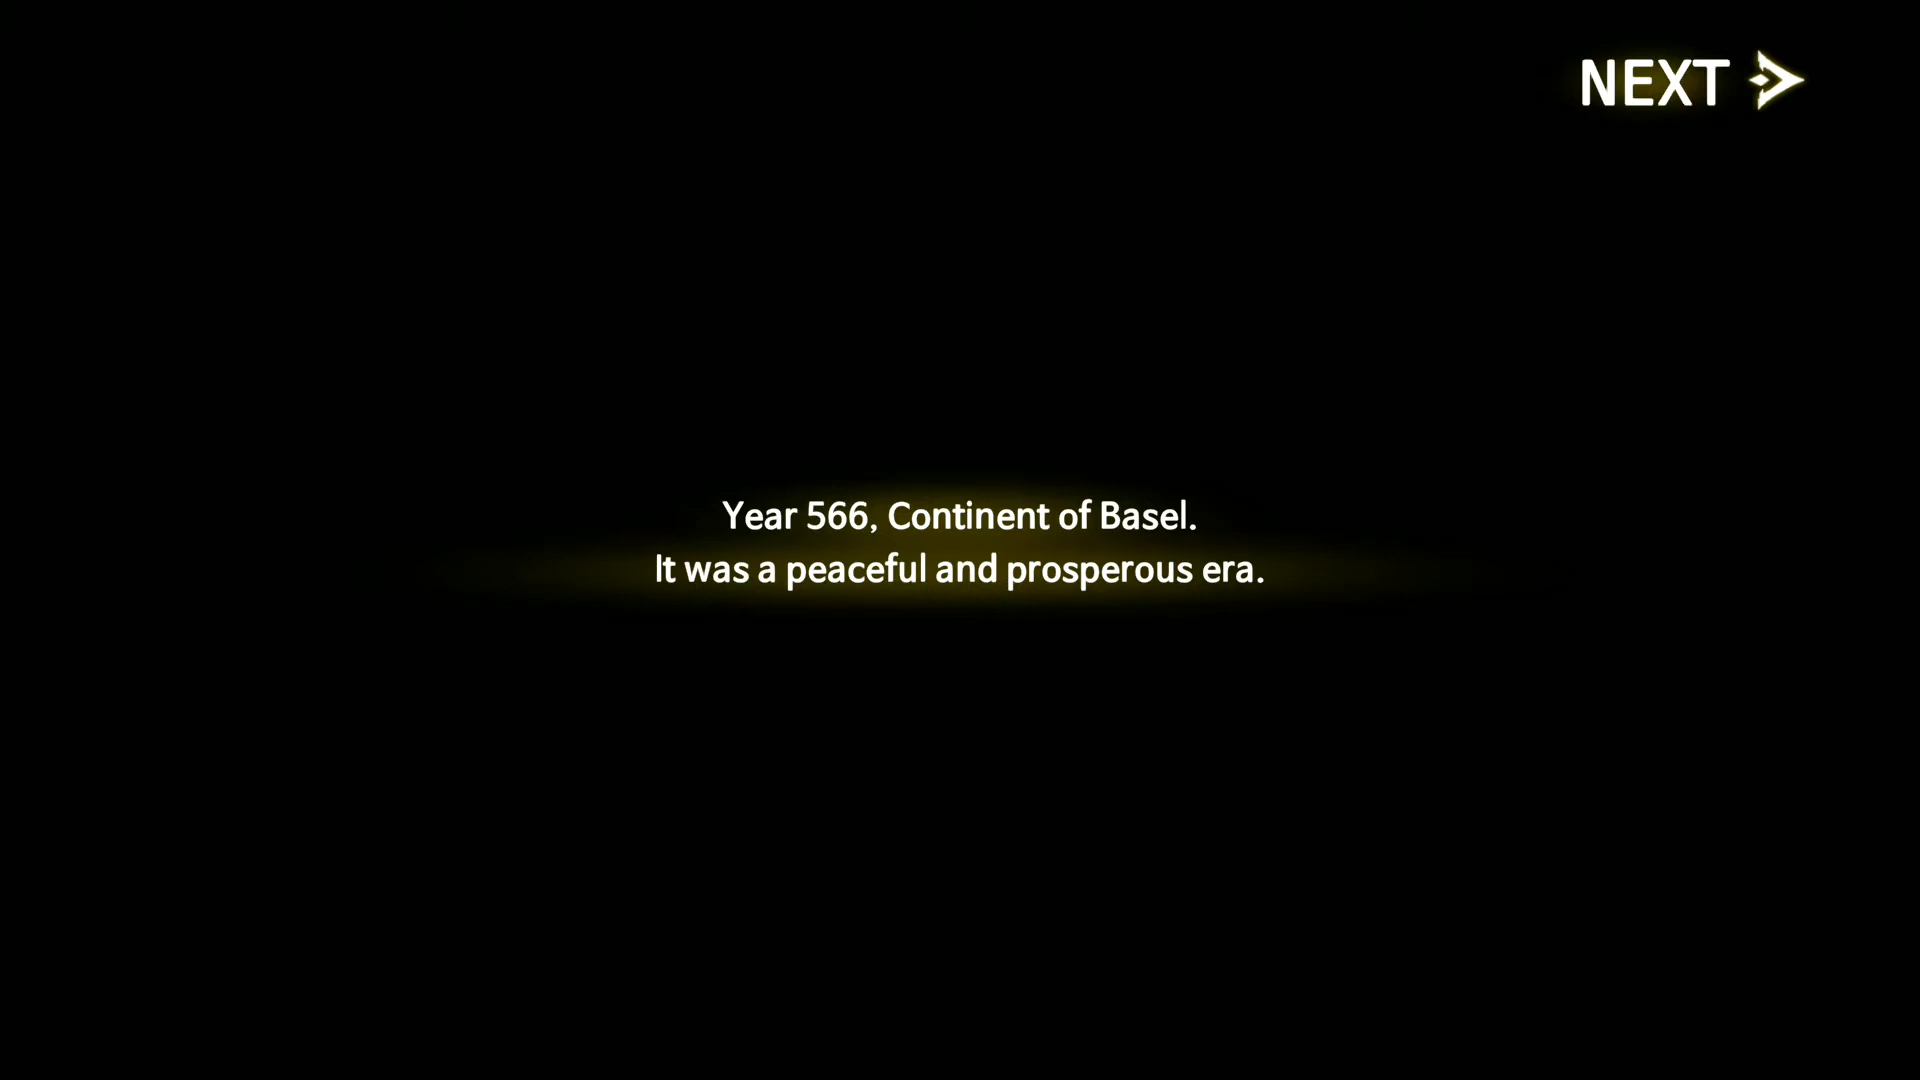 NEXT
Year 566, Continent of Basel.
It was a peaceful and prosperous era.